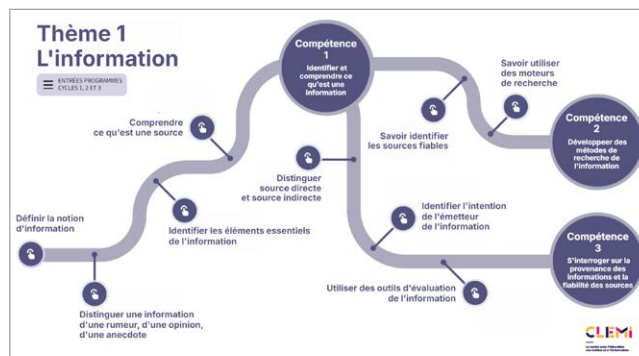 Thème 1
L'information
ENTRÉES PROGRAMMES
CYCLES 1, 2 ET 3
Définir la notion
d'information
Distinguer une information
d'une rumeur, d'une opinion,
d'une anecdote
Identifier les éléments essentiels
de l'information
Comprendre
ce qu'est une source
Compétence
1
Identifier et
comprendre ce
qu'est une
information
Savoir identifier
les sources fiables
Savoir utiliser
des moteurs
de recherche
Compétence
2
Développeer des
métodes de
recherche de
l'information
Distinguer
source directe
et source indirecte
Identifier l'intention
de l'émetteur
de l'information
Utiliser des outils d'évaluation
de l'information
Compétence
3
S'interroger sur la
provenance des
informations et la
fiabilité des sources
CLEMI